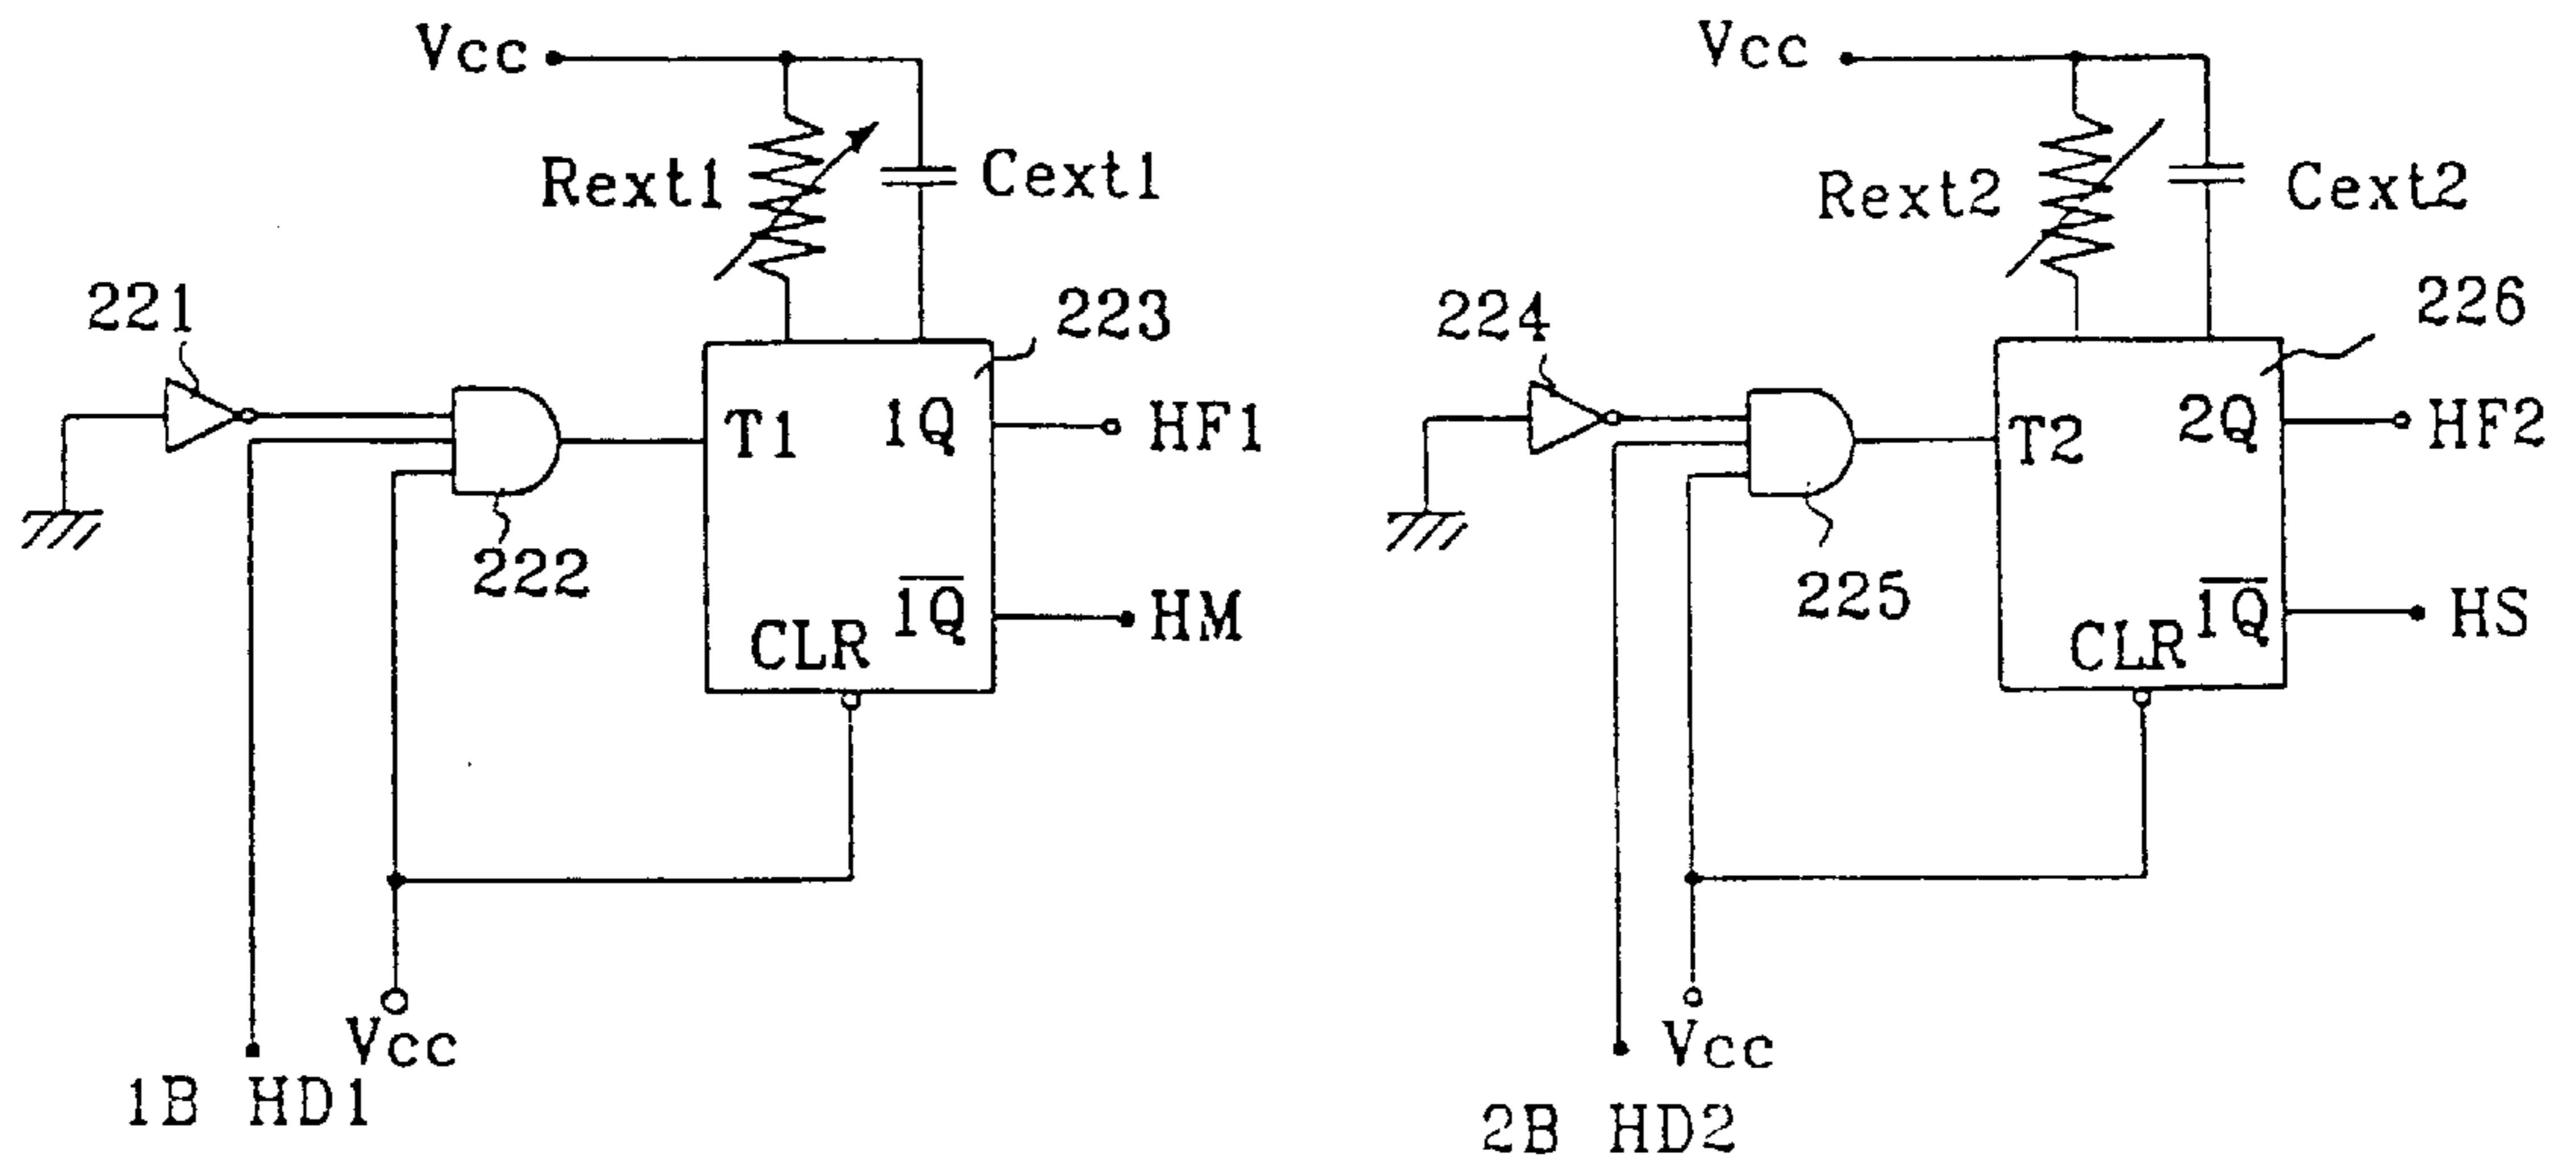 Vcc
Rext1
Cext1
221
223
T1
1Q
HF1
222
CLR
1Q
HM
Vcc
1B HD1
Vcc
Rext2
Cext2
224
226
T2
2Q
HF2
225
CLR
1Q
HS
Vcc
2B HD2